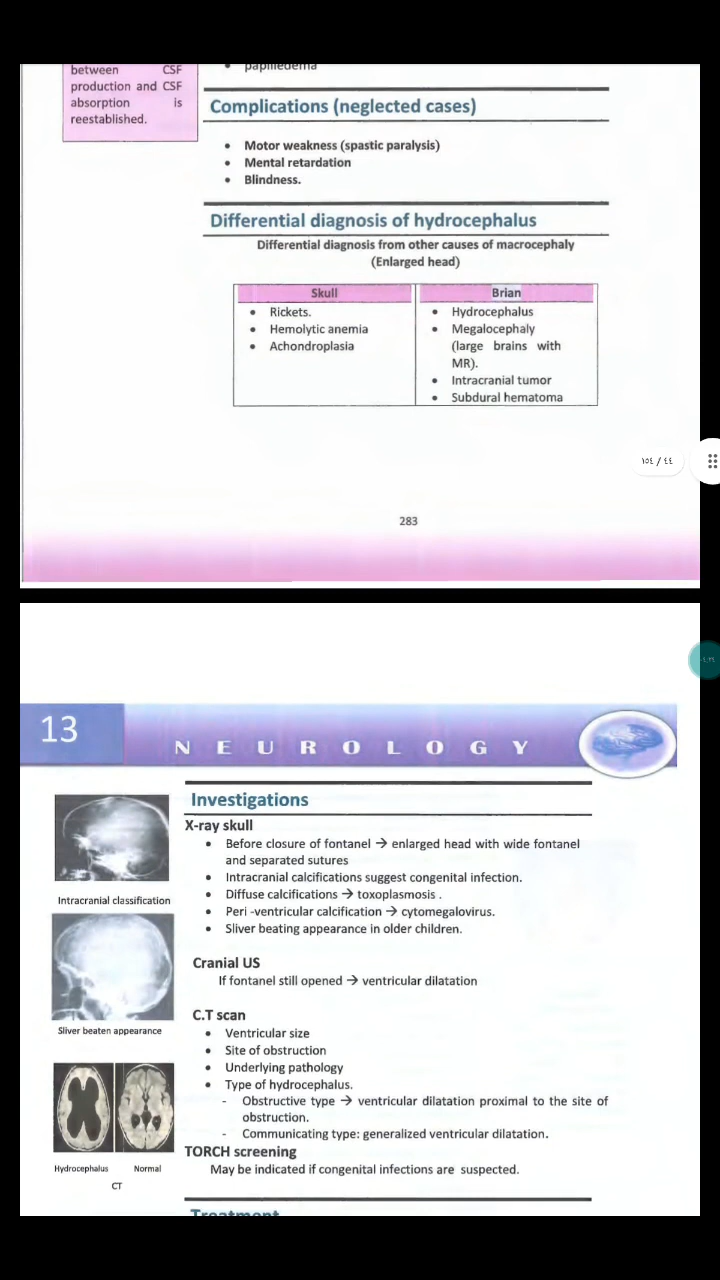 between CSF
production and CSF
absorption is
reestablished.
• papilledema
Complications (neglected cases)
• Motor weakness (spastic paralysis)
• Mental retardation
• Blindness.
Differential diagnosis of hydrocephalus
Differential diagnosis from other causes of macrocephaly
(Enlarged head)
Skull
• Rickets.
• Hemolytic anemia
• Achondroplasia
Brian
• Hydrocephalus
• Megalocephaly
(large brains with
MR).
• Intracranial tumor
• Subdural hematoma
١٥٤ / ٤٤
283
13
NEUROLOGY
Investigations
X-ray skull
• Before closure of fontanel → enlarged head with wide fontanel
and separated sutures
• Intracranial calcifications suggest congenital infection.
• Diffuse calcifications → toxoplasmosis .
• Peri -ventricular calcification → cytomegalovirus.
• Sliver beating appearance in older children.
Intracranial classification
Sliver beaten appearance
Cranial US
If fontanel still opened → ventricular dilatation
C.T scan
• Ventricular size
• Site of obstruction
• Underlying pathology
• Type of hydrocephalus.
- Obstructive type → ventricular dilatation proximal to the site of
obstruction.
- Communicating type: generalized ventricular dilatation.
TORCH screening
May be indicated if congenital infections are suspected.
Hydrocephalus Normal
CT
Treatment